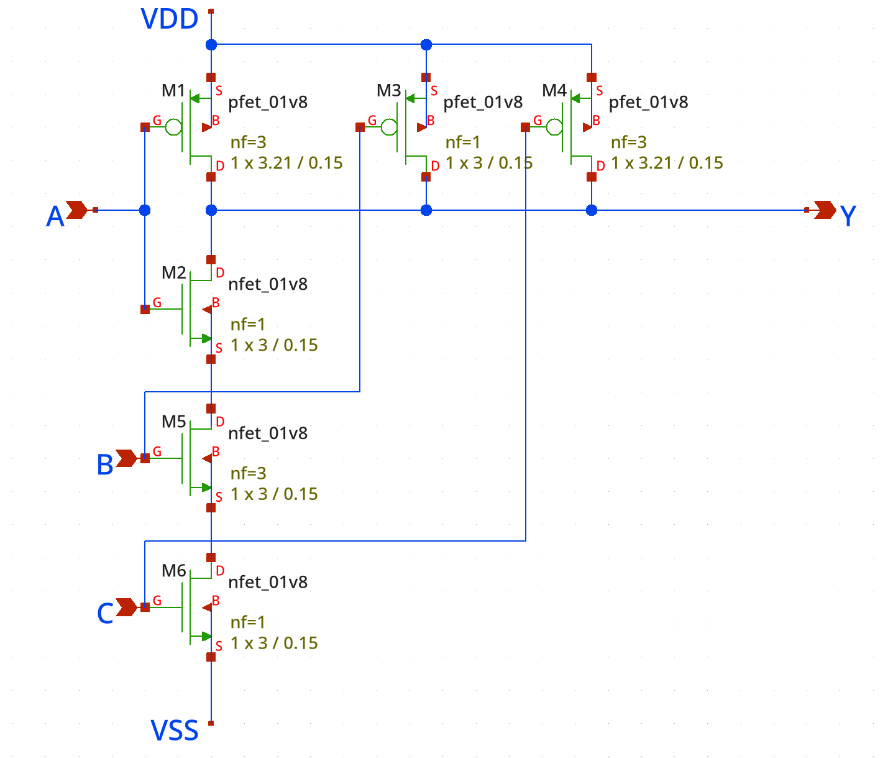 VDD
M1
S
pfet_01v8
G
B
nf=3
D
1 x 3.21 / 0.15
M3
S
pfet_01v8
G
B
nf=1
D
1 x 3 / 0.15
M4
S
pfet_01v8
G
B
nf=3
D
1 x 3.21 / 0.15
A
Y
M2
D
nfet_01v8
G
B
nf=1
S
1 x 3 / 0.15
M5
D
nfet_01v8
B
G
B
nf=3
S
1 x 3 / 0.15
M6
D
nfet_01v8
C
G
B
nf=1
S
1 x 3 / 0.15
VSS